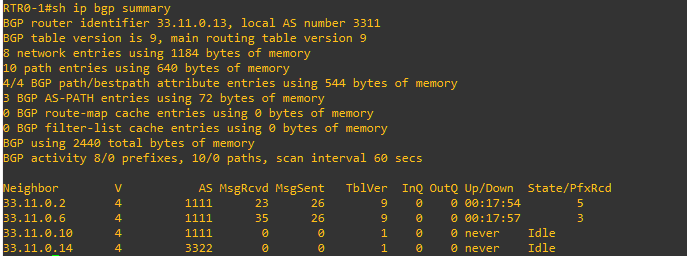 RTR0-1#sh ip bgp summary
BGP router identifier 33.11.0.13, local AS number 3311
BGP table version is 9, main routing table version 9
8 network entries using 1184 bytes of memory
10 path entries using 640 bytes of memory
4/4 BGP path/bestpath attribute entries using 544 bytes of memory
3 BGP AS-PATH entries using 72 bytes of memory
0 BGP route-map cache entries using 0 bytes of memory
0 BGP filter-list cache entries using 0 bytes of memory
BGP using 2440 total bytes of memory
BGP activity 8/0 prefixes, 10/0 paths, scan interval 60 secs
Neighbor V AS MsgRcvd MsgSent TblVer InQ OutQ Up/Down State/PfxRcd
33.11.0.2 4 1111 23 26 9 0 0 00:17:54 5
33.11.0.6 4 1111 35 26 9 0 0 00:17:57 3
33.11.0.10 4 1111 0 0 1 0 0 never Idle
33.11.0.14 4 3322 0 0 1 0 0 never Idle